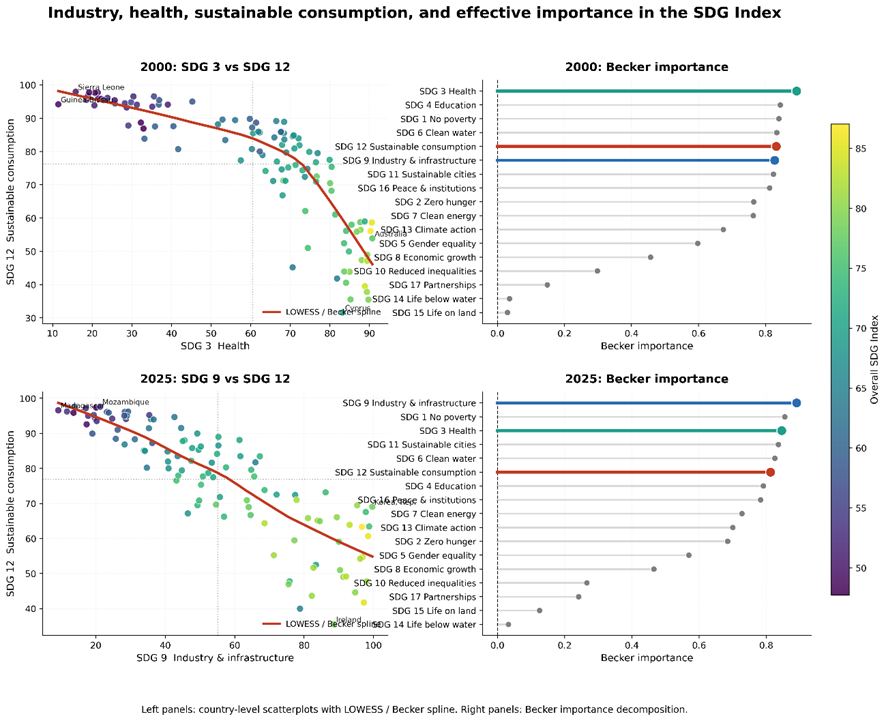 Industry, health, sustainable consumption, and effective importance in the SDG Index
2000: SDG 3 vs SDG 12
SDG 12 Sustainable consumption
100
90
80
70
60
50
40
30
Sierra Leone
Australia
Cyprus
LOWESS / Becker spline
10 20 30 40 50 60 70 80 90
SDG 3 Health
2000: Becker importance
SDG 3 Health
SDG 4 Education
SDG 1 No poverty
SDG 6 Clean water
SDG 12 Sustainable consumption
SDG 9 Industry & infrastructure
SDG 11 Sustainable cities
SDG 16 Peace & institutions
SDG 2 Zero hunger
SDG 7 Clean energy
SDG 13 Climate action
SDG 5 Gender equality
SDG 8 Economic growth
SDG 10 Reduced inequalities
SDG 17 Partnerships
SDG 14 Life below water
SDG 15 Life on land
0.0 0.2 0.4 0.6 0.8
Becker importance
2025: SDG 9 vs SDG 12
SDG 12 Sustainable consumption
100
90
80
70
60
50
40
Mozambique
Ireland
LOWESS / Becker spline
20 40 60 80 100
SDG 9 Industry & infrastructure
2025: Becker importance
SDG 9 Industry & infrastructure
SDG 1 No poverty
SDG 3 Health
SDG 11 Sustainable cities
SDG 6 Clean water
SDG 12 Sustainable consumption
SDG 4 Education
SDG 16 Peace & institutions
SDG 7 Clean energy
SDG 13 Climate action
SDG 2 Zero hunger
SDG 5 Gender equality
SDG 8 Economic growth
SDG 10 Reduced inequalities
SDG 17 Partnerships
SDG 15 Life on land
SDG 14 Life below water
0.0 0.2 0.4 0.6 0.8
Becker importance
85
80
75
70
65
60
55
50
Overall SDG Index
Left panels: country-level scatterplots with LOWESS / Becker spline. Right panels: Becker importance decomposition.